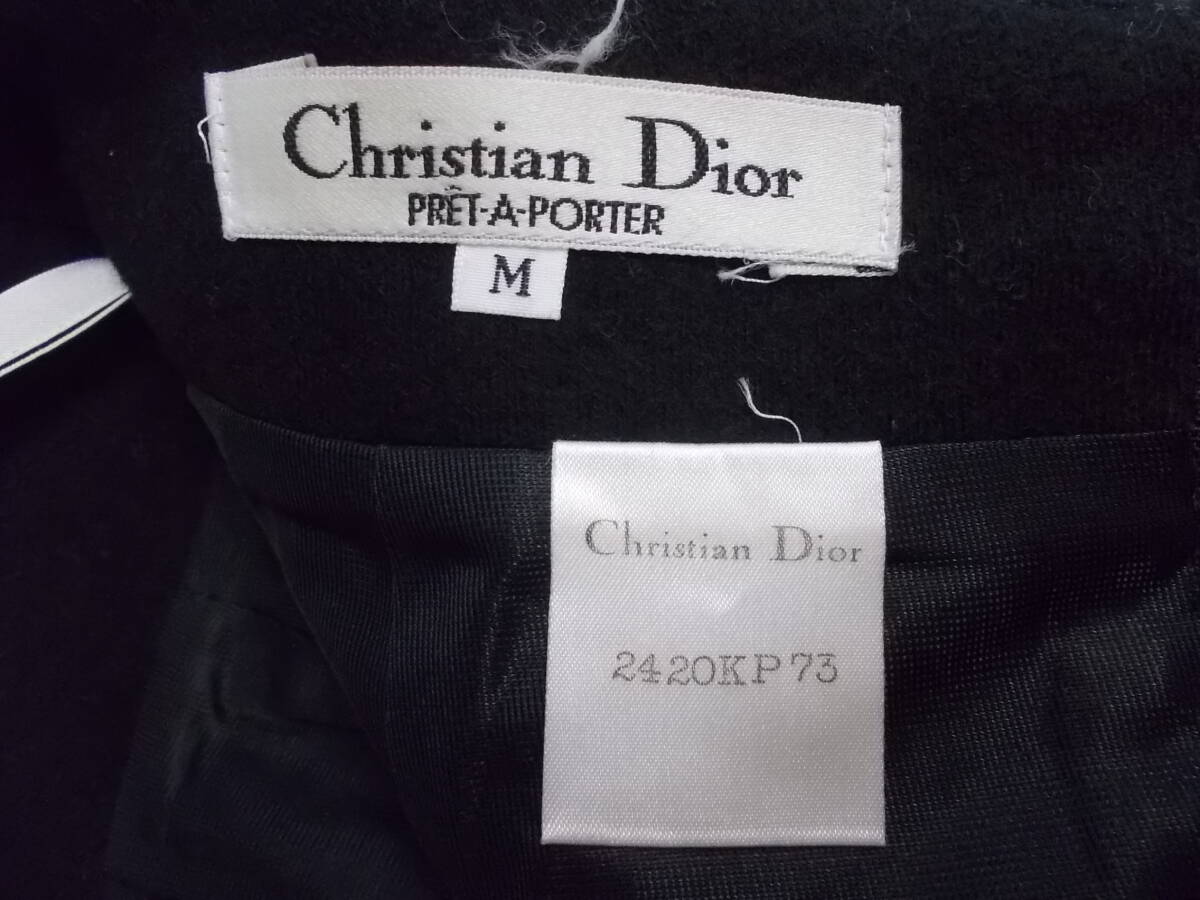 Christian Dior
PRÊT-A-PORTER
M
Christian Dior
2420KP73